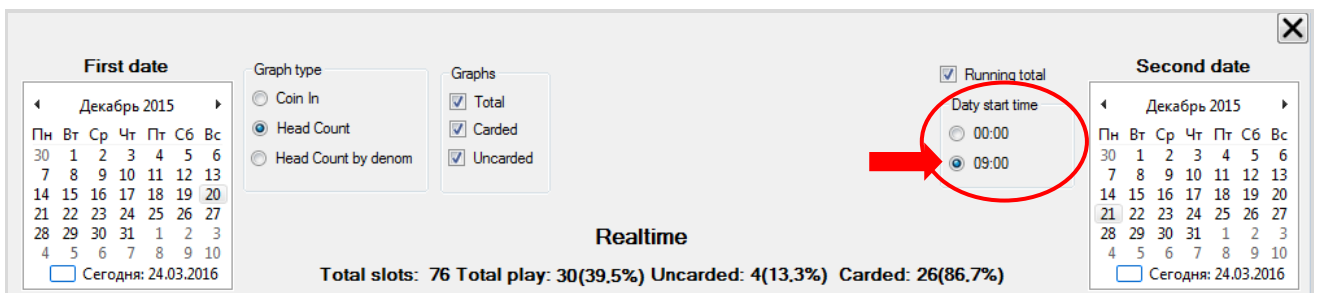 First date
Декабрь 2015
Пн Вт Ср Чт Пт Сб Вс
30 1 2 3 4 5 6
7 8 9 10 11 12 13
14 15 16 17 18 19 20
21 22 23 24 25 26 27
28 29 30 31 1 2 3
4 5 6 7 8 9 10
Сегодня: 24.03.2016
Graph type
Coin In
Head Count
Head Count by denom
Graphs
Total
Carded
Uncarded
Running total
Daty start time
00:00
09:00
Second date
Декабрь 2015
Пн Вт Ср Чт Пт Сб Вс
30 1 2 3 4 5 6
7 8 9 10 11 12 13
14 15 16 17 18 19 20
21 22 23 24 25 26 27
28 29 30 31 1 2 3
4 5 6 7 8 9 10
Сегодня: 24.03.2016
Realtime
Total slots: 76 Total play: 30(39,5%) Uncarded: 4(13,3%) Carded: 26(86,7%)